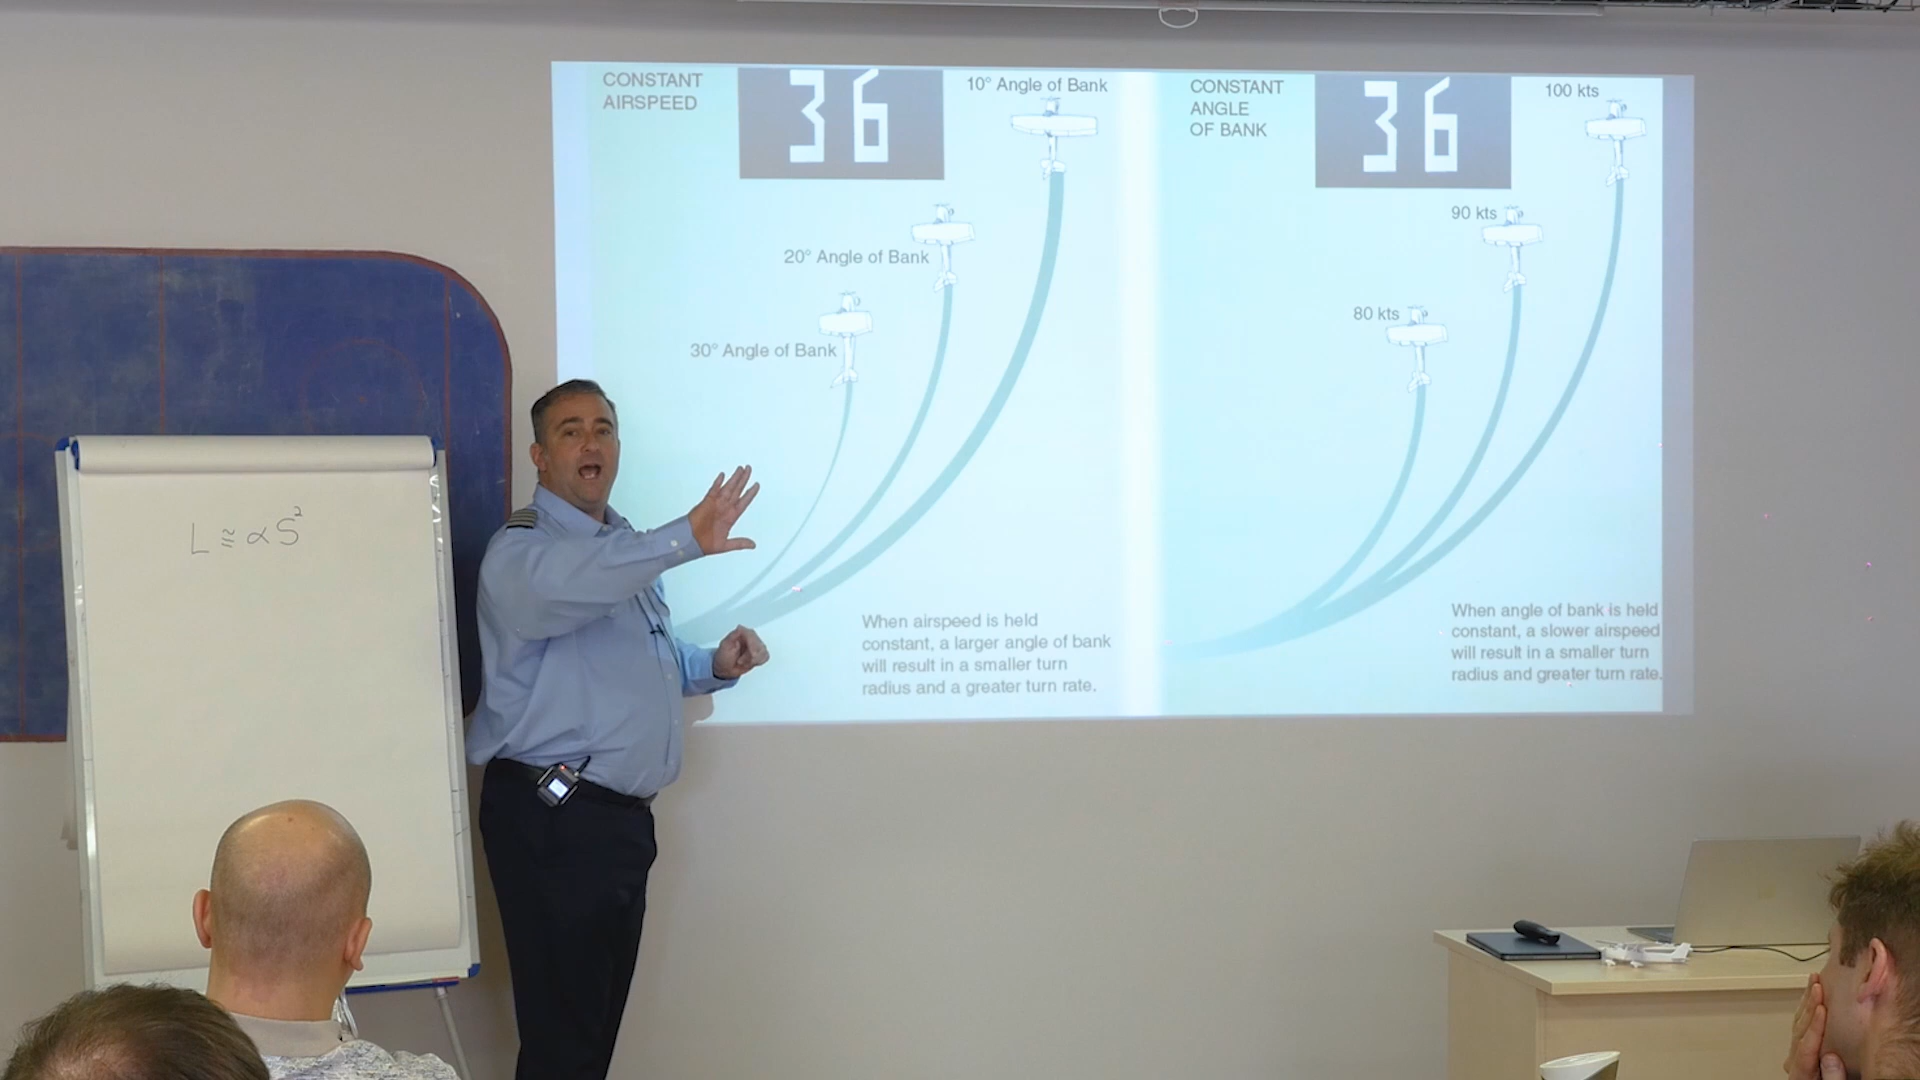 L ≅ αS²
CONSTANT
AIRSPEED
36
10° Angle of Bank
20° Angle of Bank
30° Angle of Bank
When airspeed is held
constant, a larger angle of bank
will result in a smaller turn
radius and a greater turn rate.
CONSTANT
ANGLE
OF BANK
36
100 kts
90 kts
80 kts
When angle of bank is held
constant, a slower airspeed
will result in a smaller turn
radius and greater turn rate.